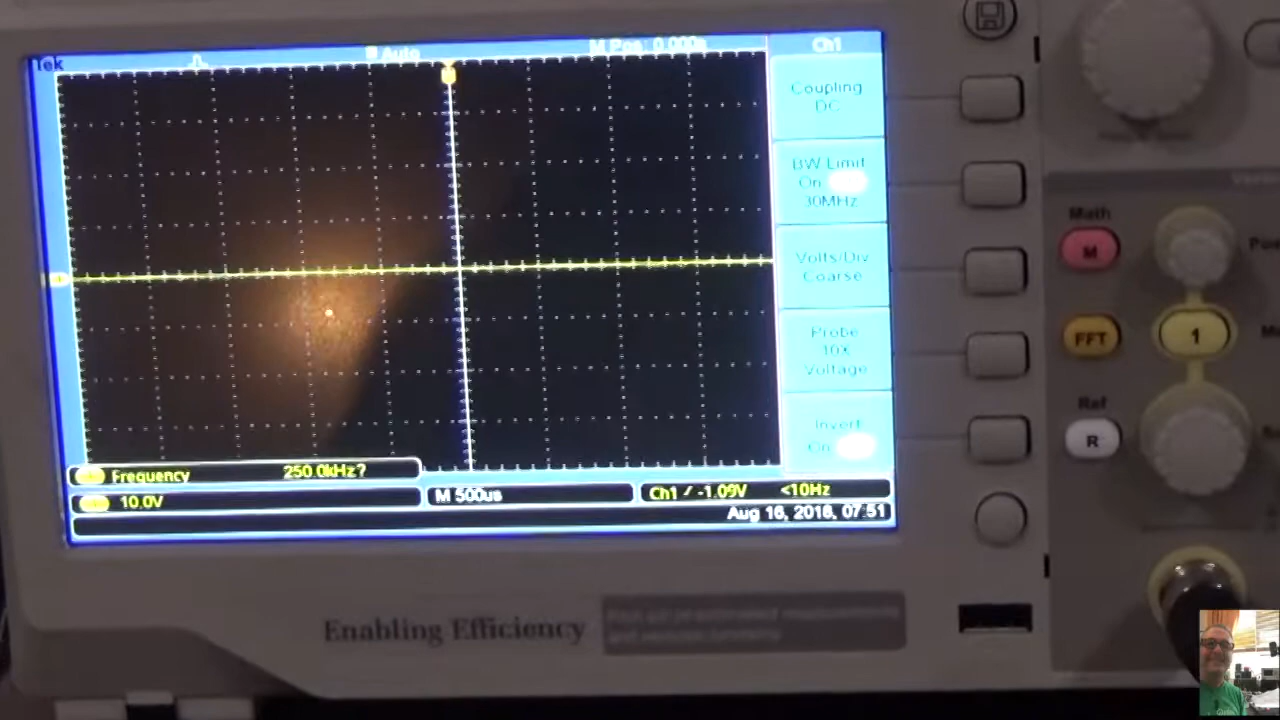 Tek
Auto
M Pos: 0.000s
Ch1
Coupling
DC
BW Limit
On
30MHz
Volts/Div
Coarse
Probe
10X
Voltage
Invert
On
Frequency 250.0kHz?
10.0V
M 500us
Ch1 / -1.09V <10Hz
Aug 16, 2016, 07:51
Math
M
FFT
1
Ref
R
Enabling Efficiency